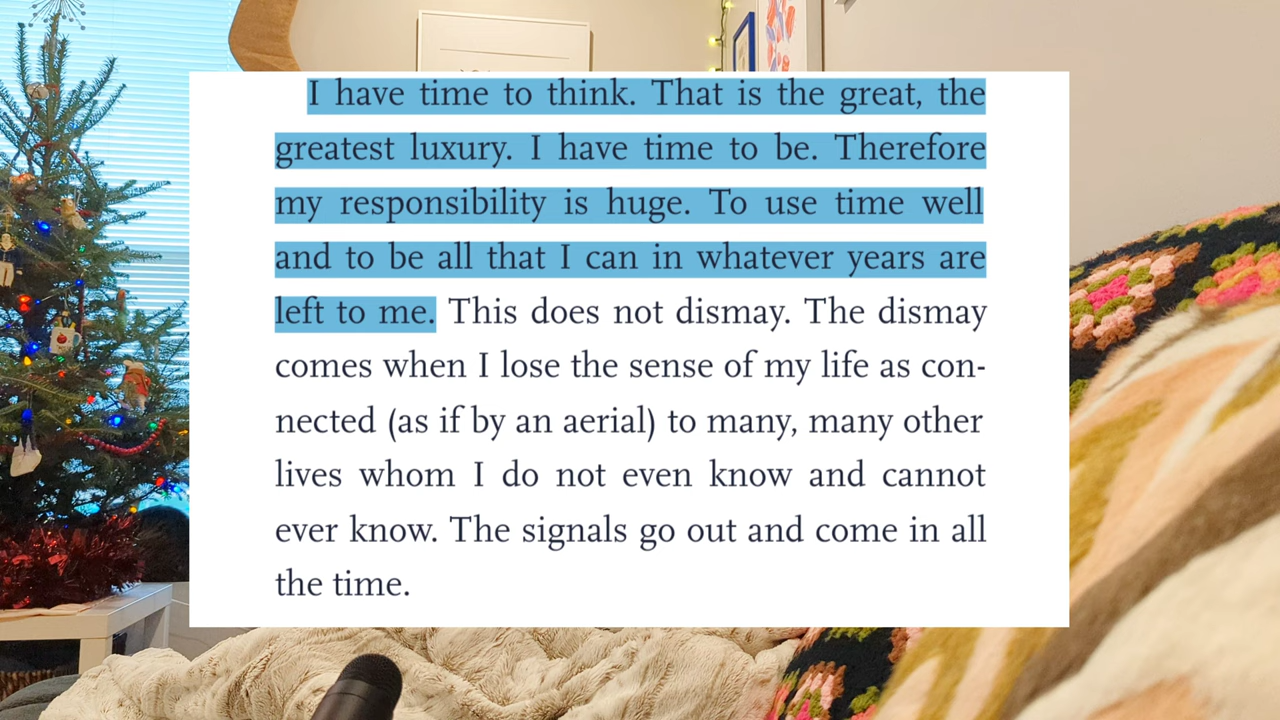 I have time to think. That is the great, the
greatest luxury. I have time to be. Therefore
my responsibility is huge. To use time well
and to be all that I can in whatever years are
left to me. This does not dismay. The dismay
comes when I lose the sense of my life as con-
nected (as if by an aerial) to many, many other
lives whom I do not even know and cannot
ever know. The signals go out and come in all
the time.